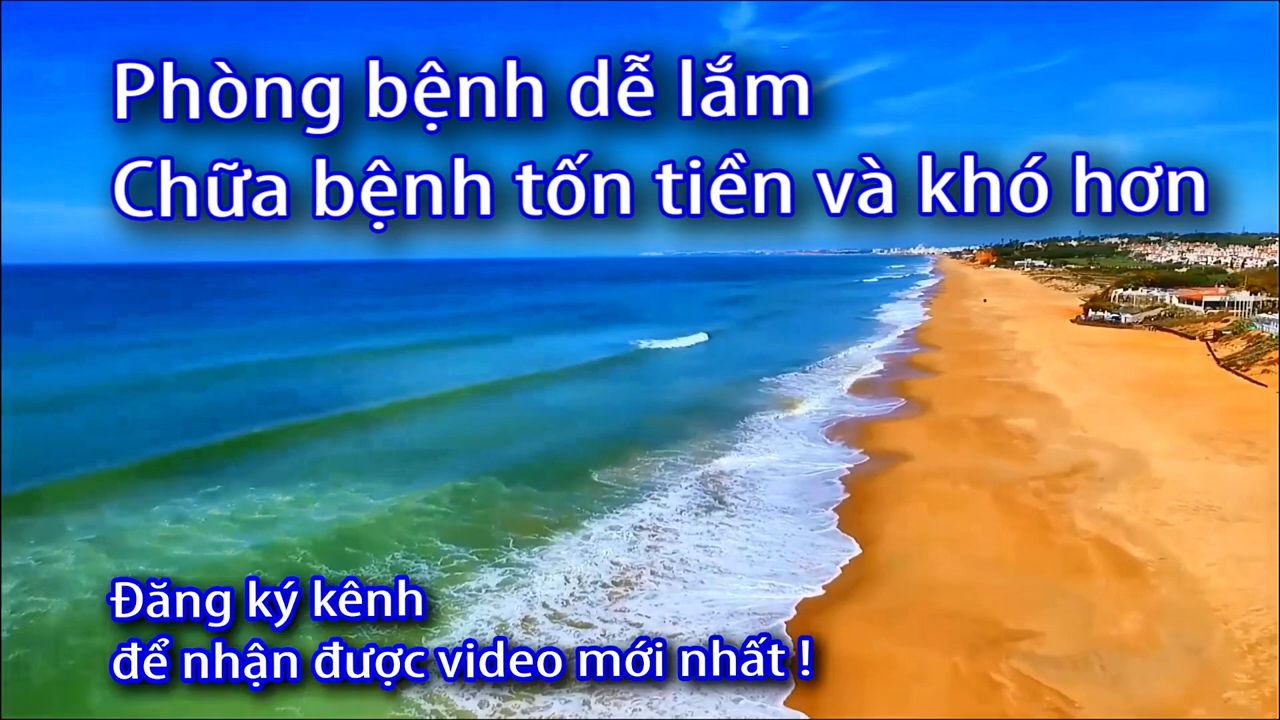 Phòng bệnh dễ lắm
Chữa bệnh tốn tiền và khó hơn
Đăng ký kênh
để nhận được video mới nhất !